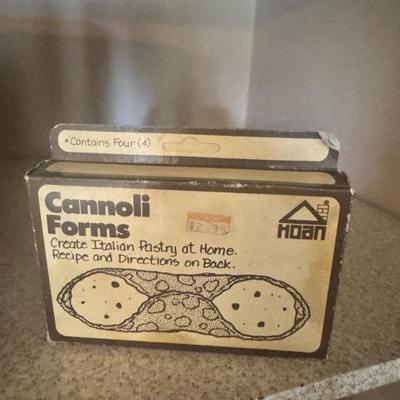 * Contains Four (4)
Cannoli
Forms
Create Italian Pastry at Home.
Recipe and Directions on Back.
HOAN